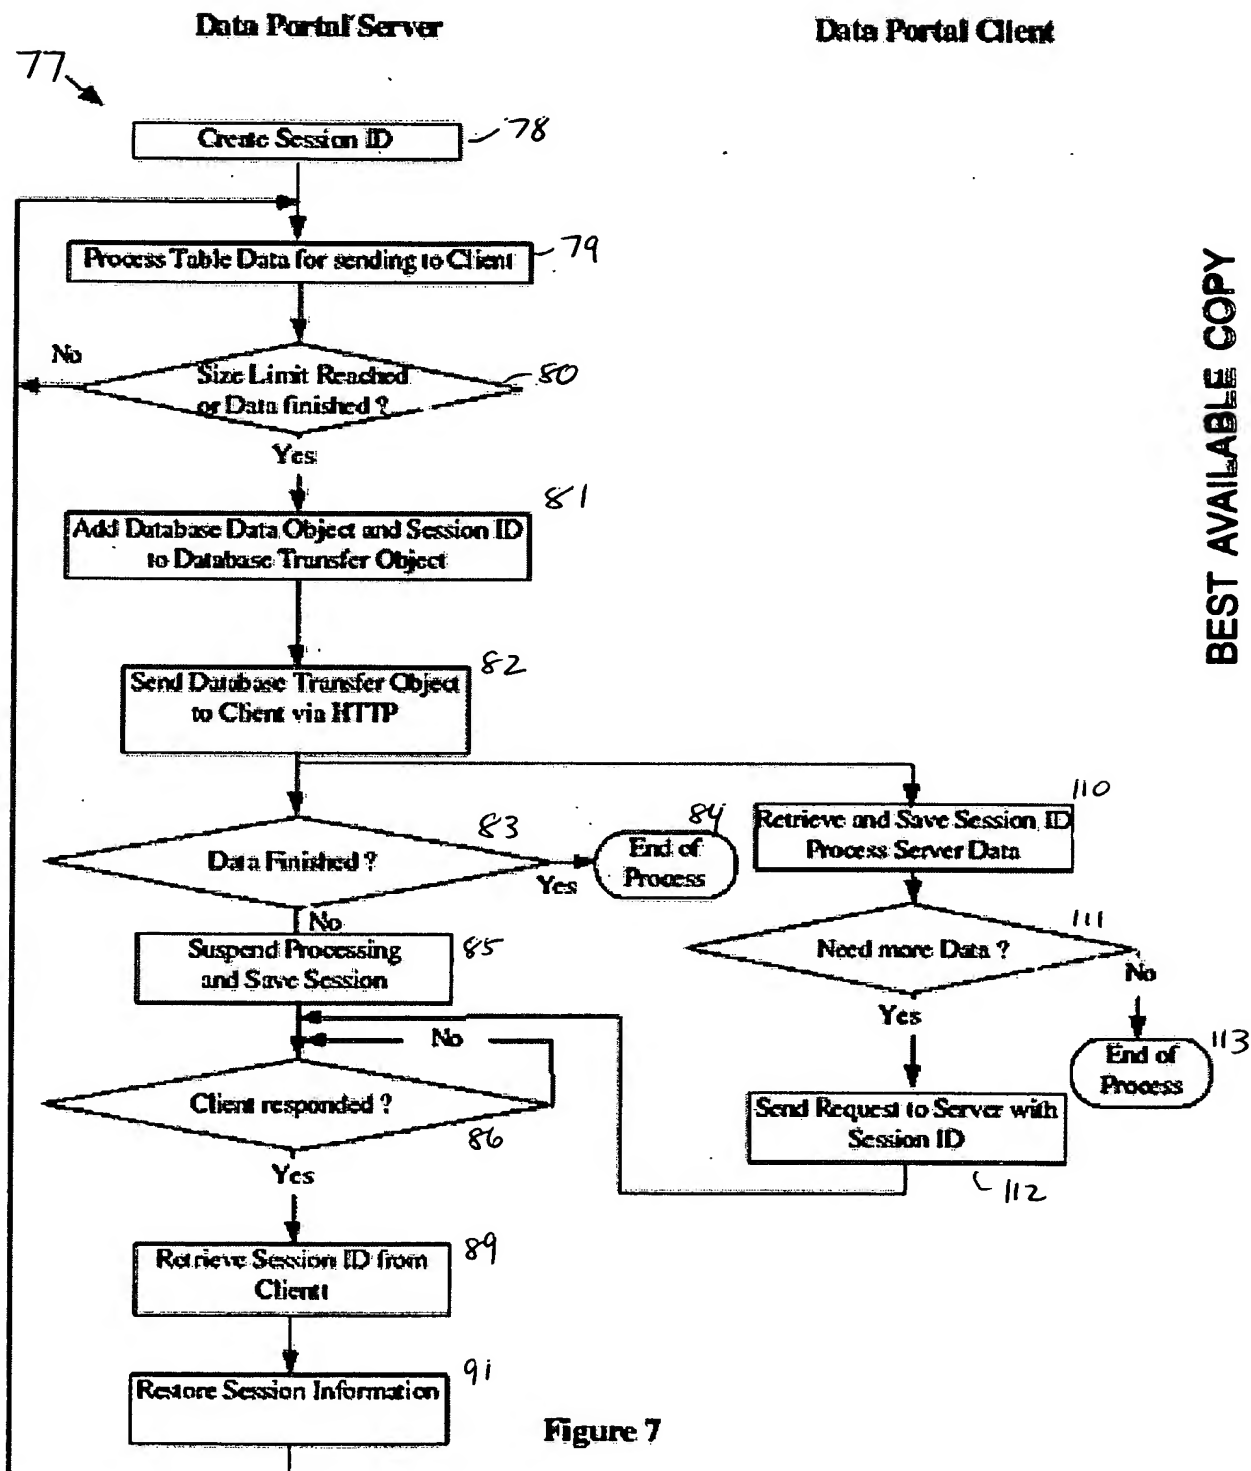 Data Portal Server
Data Portal Client
77
Create Session ID
78
Process Table Data for sending to Client
79
No
Size Limit Reached
or Data finished ?
80
Yes
81
Add Database Data Object and Session ID
to Database Transfer Object
82
Send Database Transfer Object
to Client via HTTP
83
Data Finished ?
Yes
84
End of
Process
No
110
Retrieve and Save Session ID
Process Server Data
111
Need more Data ?
No
Yes
113
End of
Process
Suspend Processing
and Save Session
85
No
Client responded ?
86
Yes
Send Request to Server with
Session ID
112
Retrieve Session ID from
Clientt
89
Restore Session Information
91
Figure 7
BEST AVAILABLE COPY